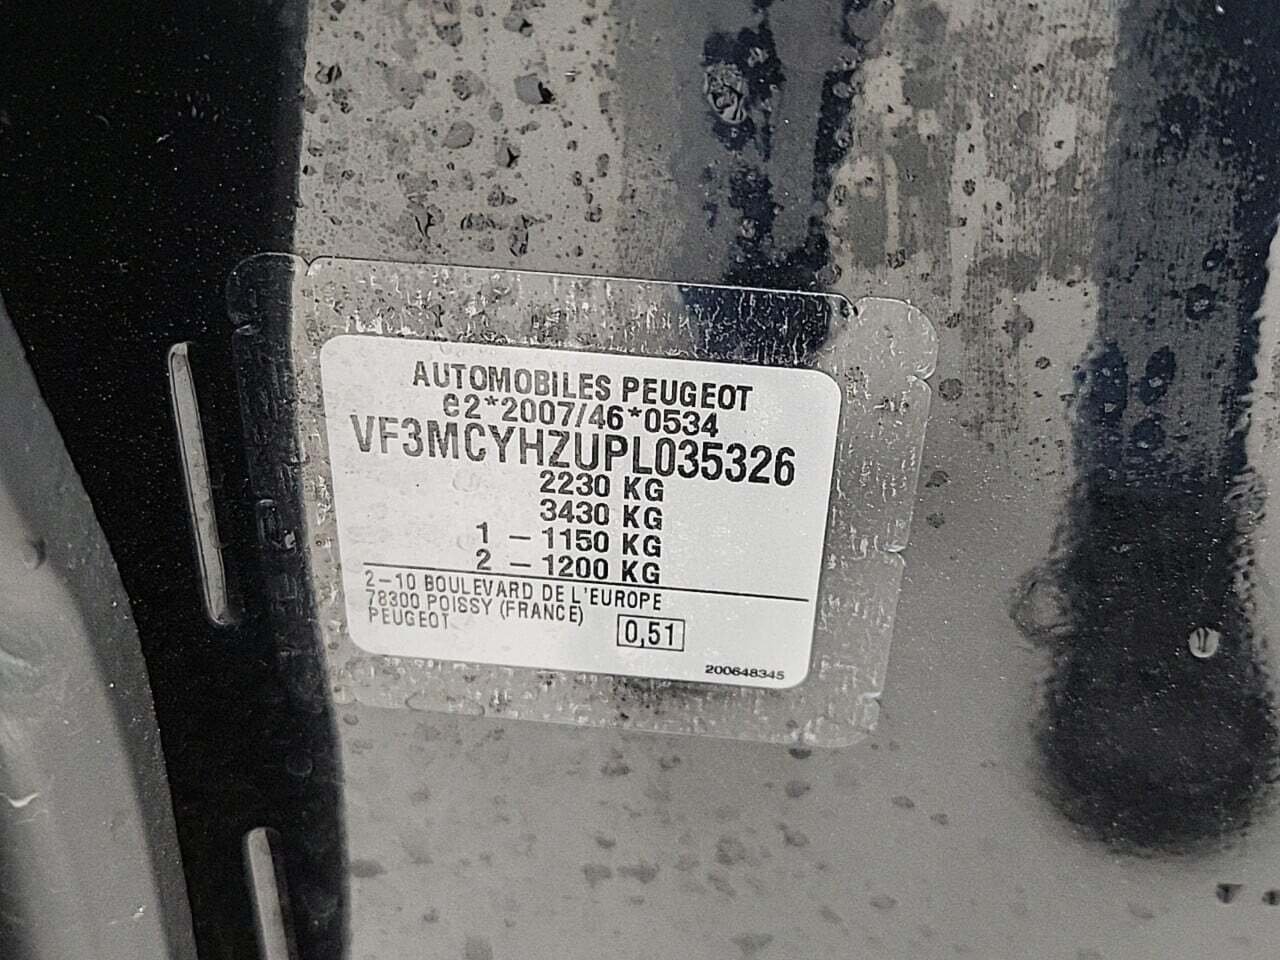 AUTOMOBILES PEUGEOT
e2*2007/46*0534
VF3MCYHZUPL035326
2230 KG
3430 KG
1 - 1150 KG
2 - 1200 KG
2-10 BOULEVARD DE L'EUROPE
78300 POISSY (FRANCE)
PEUGEOT
0,51
200648345